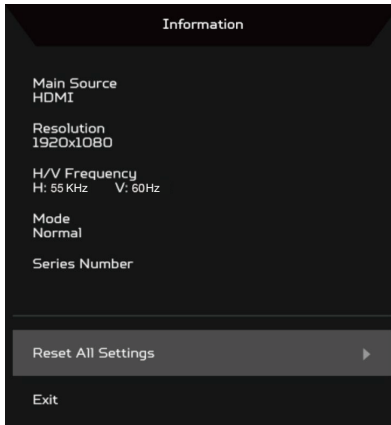 Information
Main Source
HDMI
Resolution
1920x1080
H/V Frequency
H: 55 KHz V: 60Hz
Mode
Normal
Series Number
Reset All Settings
Exit